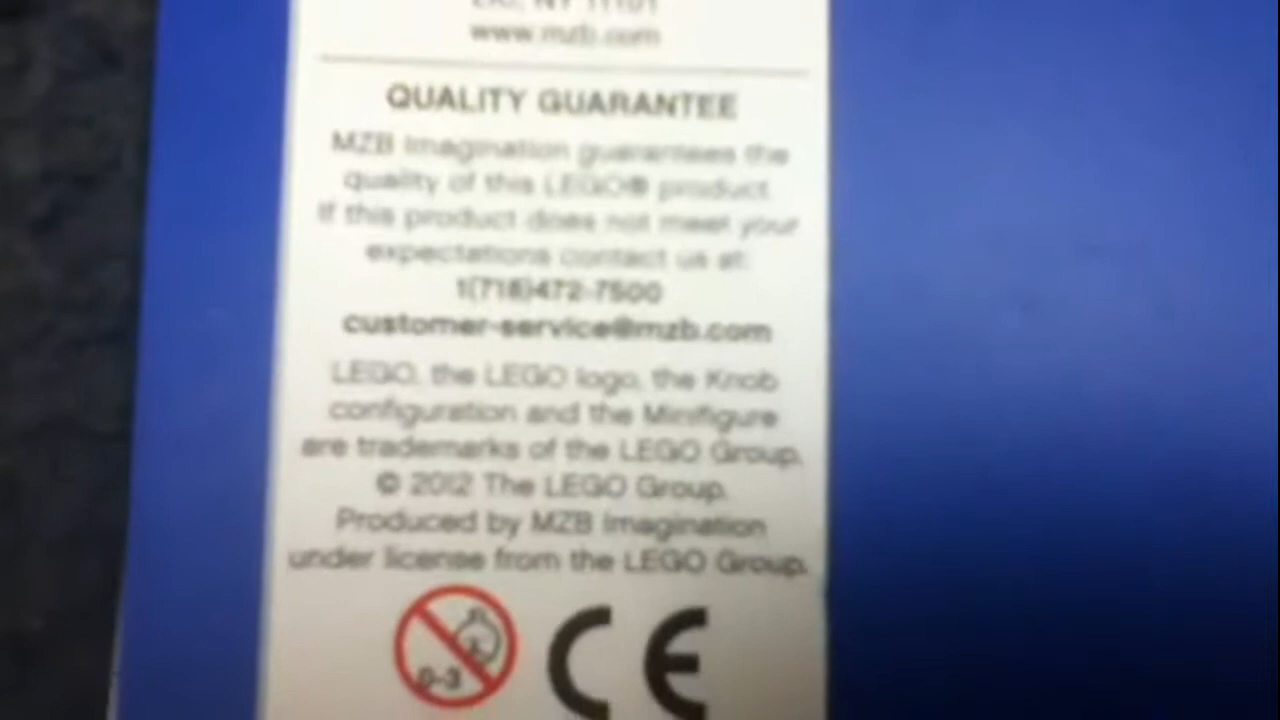 LIC, NY 11101
www.mzb.com
QUALITY GUARANTEE
MZB Imagination guarantees the
quality of this LEGO® product.
If this product does not meet your
expectations contact us at:
1(718)472-7500
customer-service@mzb.com
LEGO, the LEGO logo, the Knob
configuration and the Minifigure
are trademarks of the LEGO Group.
© 2012 The LEGO Group.
Produced by MZB Imagination
under license from the LEGO Group.
0-3
CE